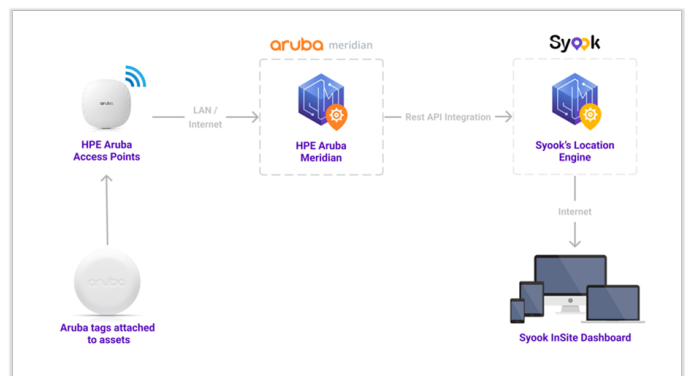 aruba meridian
Syook
aruba
HPE Aruba
Access Points
LAN /
Internet
HPE Aruba
Meridian
Rest API Integration
Syook's Location
Engine
Internet
aruba
Aruba tags attached
to assets
Syook InSite Dashboard